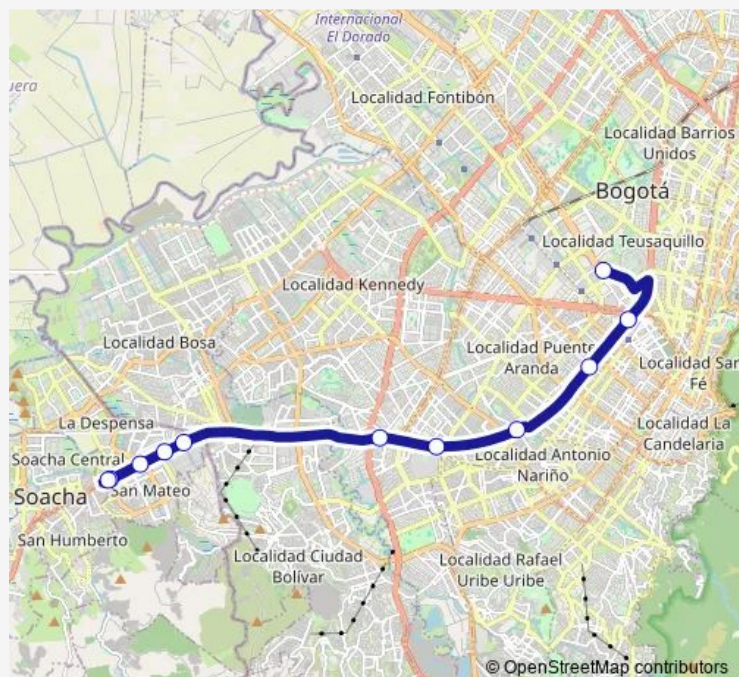 Internacional
El Dorado
uera
Localidad Fontibón
Localidad Barrios
Unidos
Bogotá
Localidad Teusaquillo
Localidad Kennedy
Localidad Bosa
Localidad Puente
Aranda
Localidad San
Fé
La Despensa
Localidad La
Candelaria
Soacha Central
Localidad Antonio
Nariño
San Mateo
Soacha
San Humberto
Localidad Ciudad
Bolívar
Localidad Rafael
Uribe Uribe
© OpenStreetMap contributors